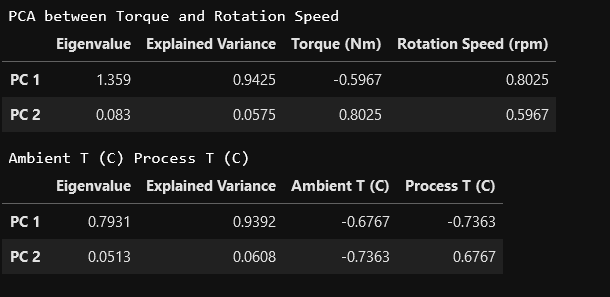 PCA between Torque and Rotation Speed
Eigenvalue Explained Variance Torque (Nm) Rotation Speed (rpm)
PC 1 1.359 0.9425 -0.5967 0.8025
PC 2 0.083 0.0575 0.8025 0.5967
Ambient T (C) Process T (C)
Eigenvalue Explained Variance Ambient T (C) Process T (C)
PC 1 0.7931 0.9392 -0.6767 -0.7363
PC 2 0.0513 0.0608 -0.7363 0.6767